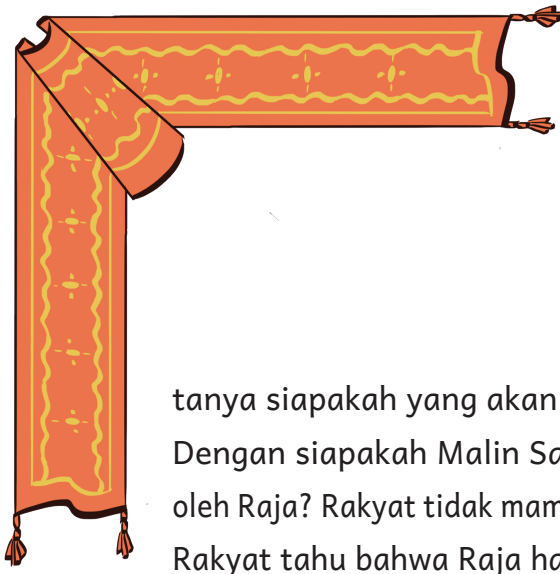 tanya siapakah yang akan
Dengan siapakah Malin
oleh Raja? Rakyat tidak
Rakyat tahu bahwa Raja